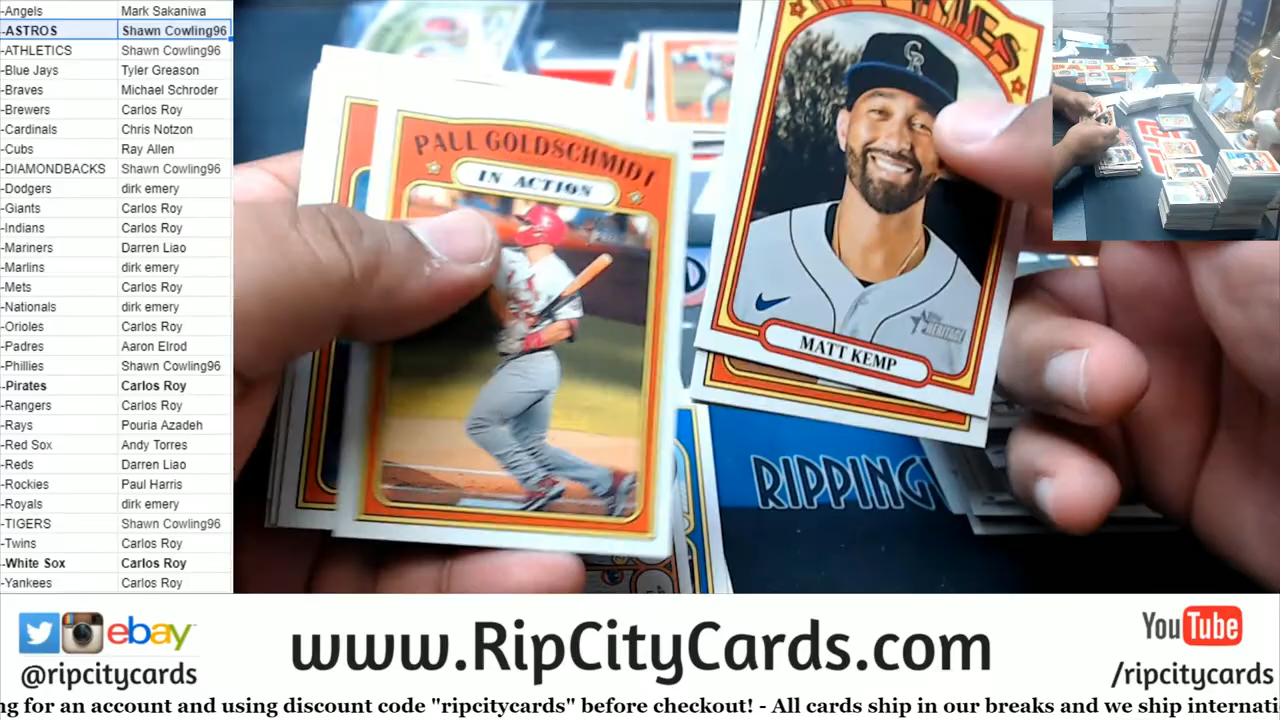 -Angels Mark Sakaniwa
-ASTROS Shawn Cowling96
-ATHLETICS Shawn Cowling96
-Blue Jays Tyler Greason
-Braves Michael Schroder
-Brewers Carlos Roy
-Cardinals Chris Notzon
-Cubs Ray Allen
-DIAMONDBACKS Shawn Cowling96
-Dodgers dirk emery
-Giants Carlos Roy
-Indians Carlos Roy
-Mariners Darren Liao
-Marlins dirk emery
-Mets Carlos Roy
-Nationals dirk emery
-Orioles Carlos Roy
-Padres Aaron Elrod
-Phillies Shawn Cowling96
-Pirates Carlos Roy
-Rangers Carlos Roy
-Rays Pouria Azadeh
-Red Sox Andy Torres
-Reds Darren Liao
-Rockies Paul Harris
-Royals dirk emery
-TIGERS Shawn Cowling96
-Twins Carlos Roy
-White Sox Carlos Roy
-Yankees Carlos Roy
PAUL GOLDSCHMIDT
IN ACTION
CR
MATT KEMP
Topps
HERITAGE
RIPPING
ebay
@ripcitycards
www.RipCityCards.com
YouTube
/ripcitycards
ng for an account and using discount code "ripcitycards" before checkout! - All cards ship in our breaks and we ship internati